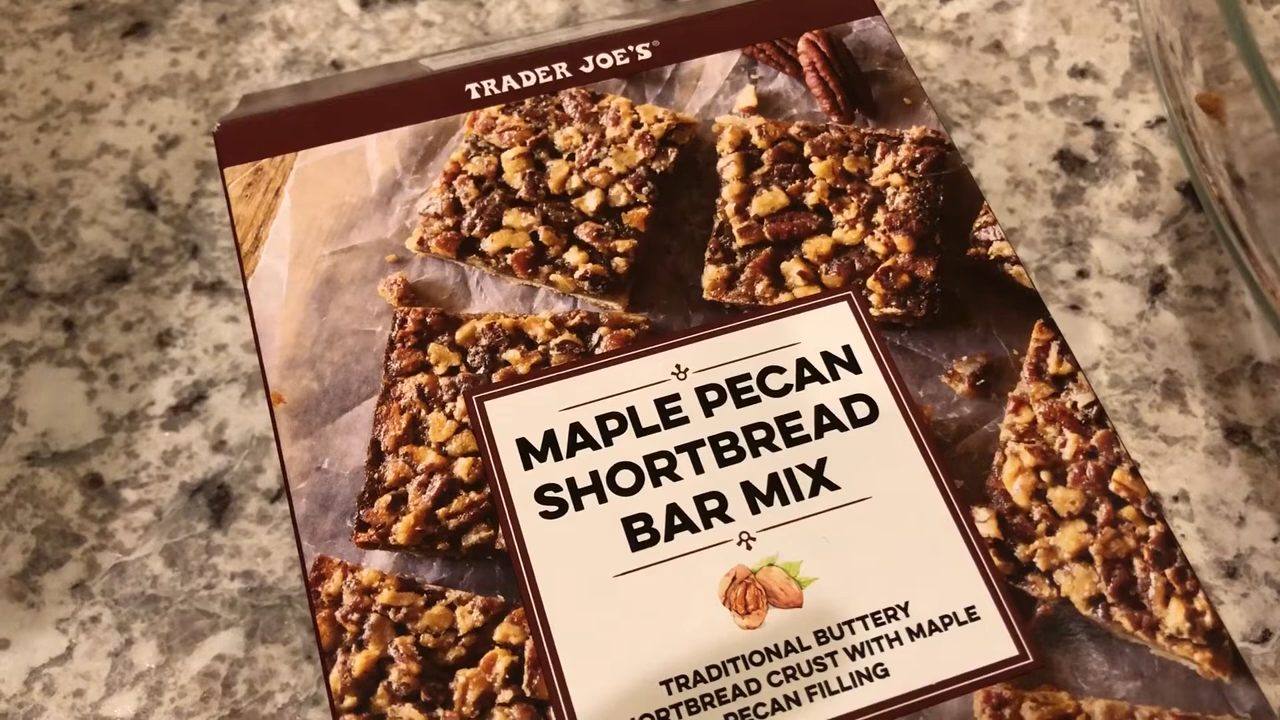 TRADER JOE'S®
MAPLE PECAN
SHORTBREAD
BAR MIX
TRADITIONAL BUTTERY
CRUST WITH MAPLE
PECAN FILLING